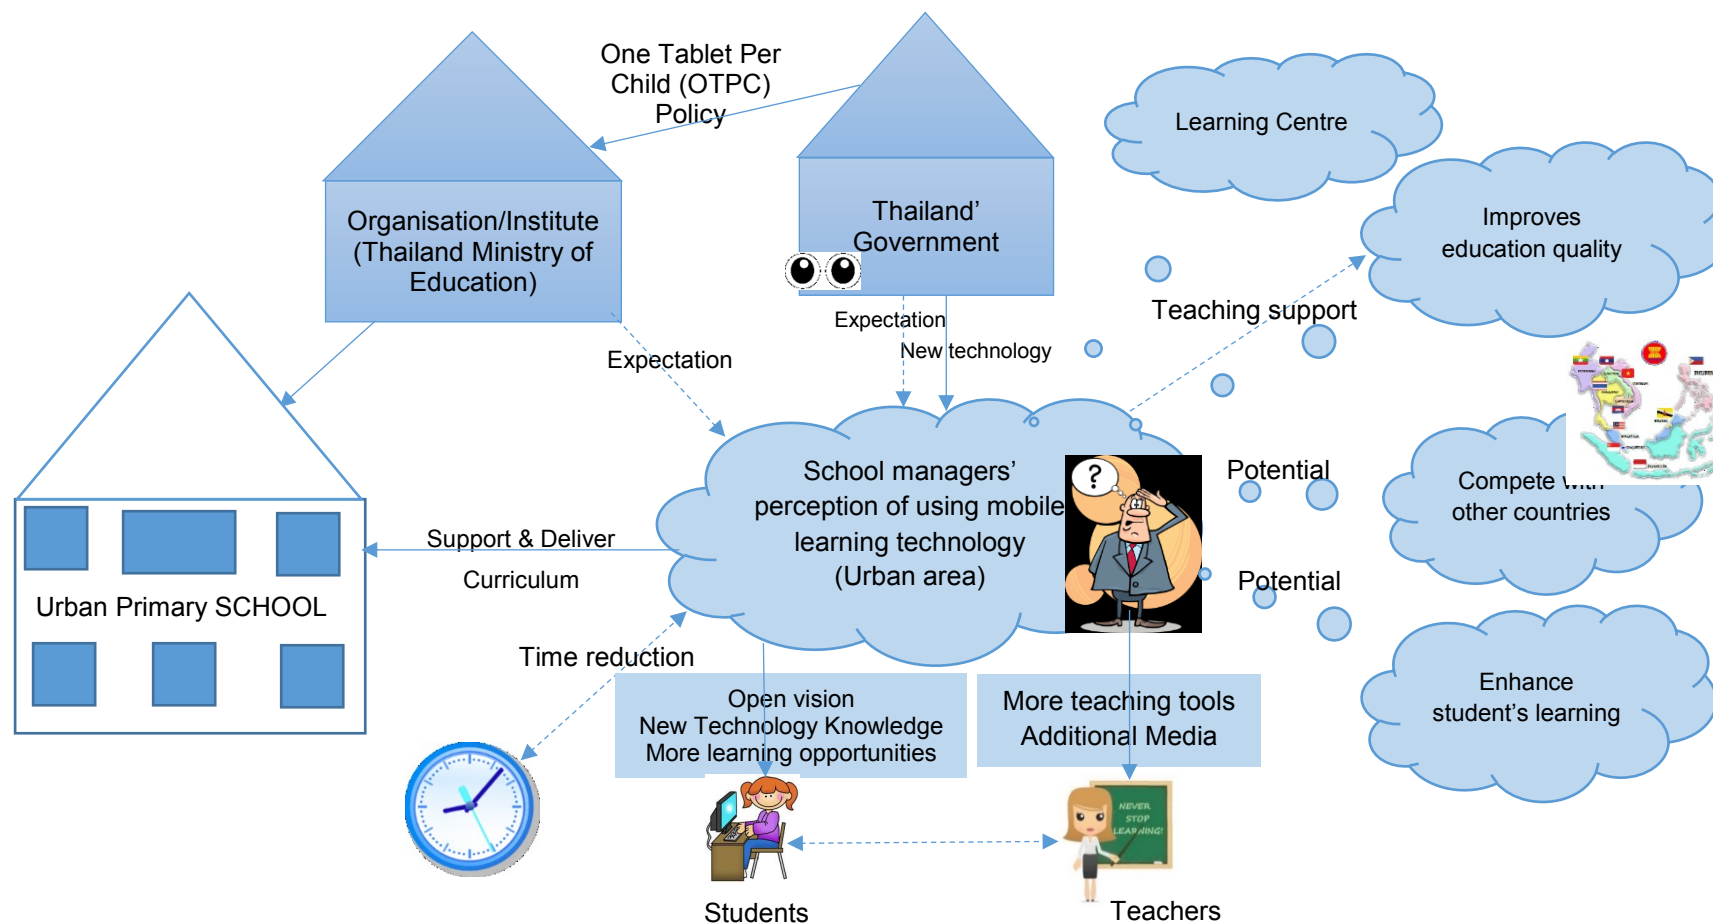 One Tablet Per
Child (OTPC)
Policy
Learning Centre
Organisation/Institute
(Thailand Ministry of
Education)
Thailand’
Government
Improves
education quality
Expectation
New technology
Teaching support
Expectation
School managers’
perception of using mobile
learning technology
(Urban area)
?
Potential
Compete with
other countries
Support & Deliver
Curriculum
Potential
Urban Primary SCHOOL
Time reduction
Open vision
New Technology Knowledge
More learning opportunities
More teaching tools
Additional Media
Enhance
student’s learning
NEVER
STOP
LEARNING!
Students
Teachers